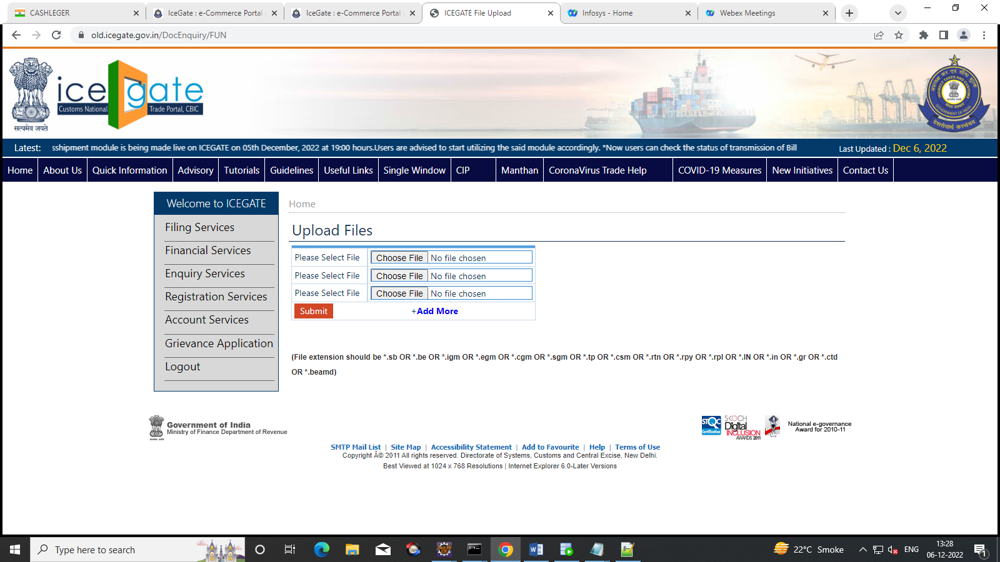 CASHLEGER
IceGate : e-Commerce Portal
IceGate : e-Commerce Portal
ICEGATE File Upload
Infosys - Home
Webex Meetings
old.icegate.gov.in/DocEnquiry/FUN
सत्यमेव जयते
icegate
Customs National Trade Portal, CBIC
INDIRECT TAXES AND CUSTOMS
GOVERNMENT OF INDIA
देशसेवार्थ करसंचय
Latest: sshipment module is being made live on ICEGATE on 05th December, 2022 at 19:00 hours.Users are advised to start utilizing the said module accordingly. *Now users can check the status of transmission of Bill
Last Updated : Dec 6, 2022
Home About Us Quick Information Advisory Tutorials Guidelines Useful Links Single Window CIP Manthan CoronaVirus Trade Help COVID-19 Measures New Initiatives Contact Us
Welcome to ICEGATE
Filing Services
Financial Services
Enquiry Services
Registration Services
Account Services
Grievance Application
Logout
Home
Upload Files
Please Select File Choose File No file chosen
Please Select File Choose File No file chosen
Please Select File Choose File No file chosen
Submit +Add More
(File extension should be *.sb OR *.be OR *.igm OR *.egm OR *.cgm OR *.sgm OR *.tp OR *.csm OR *.rtn OR *.rpy OR *.rpl OR *.IN OR *.in OR *.gr OR *.ctd
OR *.beamd)
Government of India
Ministry of Finance Department of Revenue
STQC
Certification
SKOCH
Digital
INCLUSION
AWARDS 2011
National e-governance
Award for 2010-11
SMTP Mail List | Site Map | Accessibility Statement | Add to Favourite | Help | Terms of Use
Copyright Â© 2011 All rights reserved. Directorate of Systems, Customs and Central Excise, New Delhi.
Best Viewed at 1024 x 768 Resolutions | Internet Explorer 6.0-Later Versions
Type here to search
22°C Smoke
ENG
13:28
06-12-2022
1